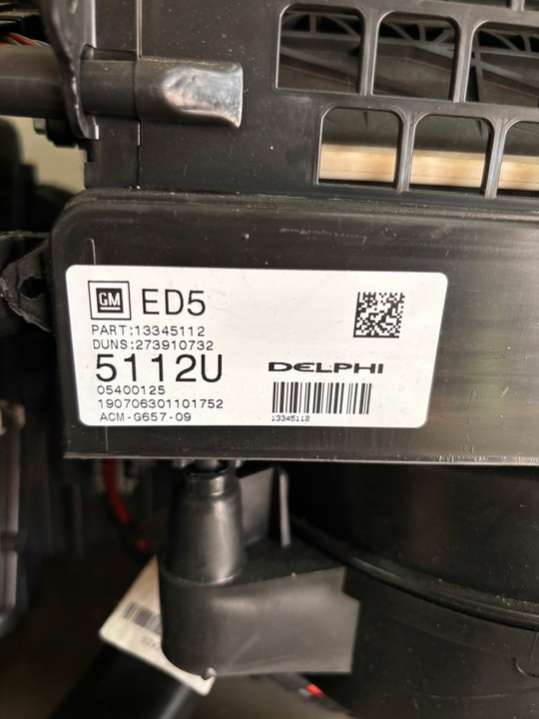 GM ED5
PART:13345112
DUNS:273910732
5112U
DELPHI
05400125
190706301101752
ACM-G657-09
13345112